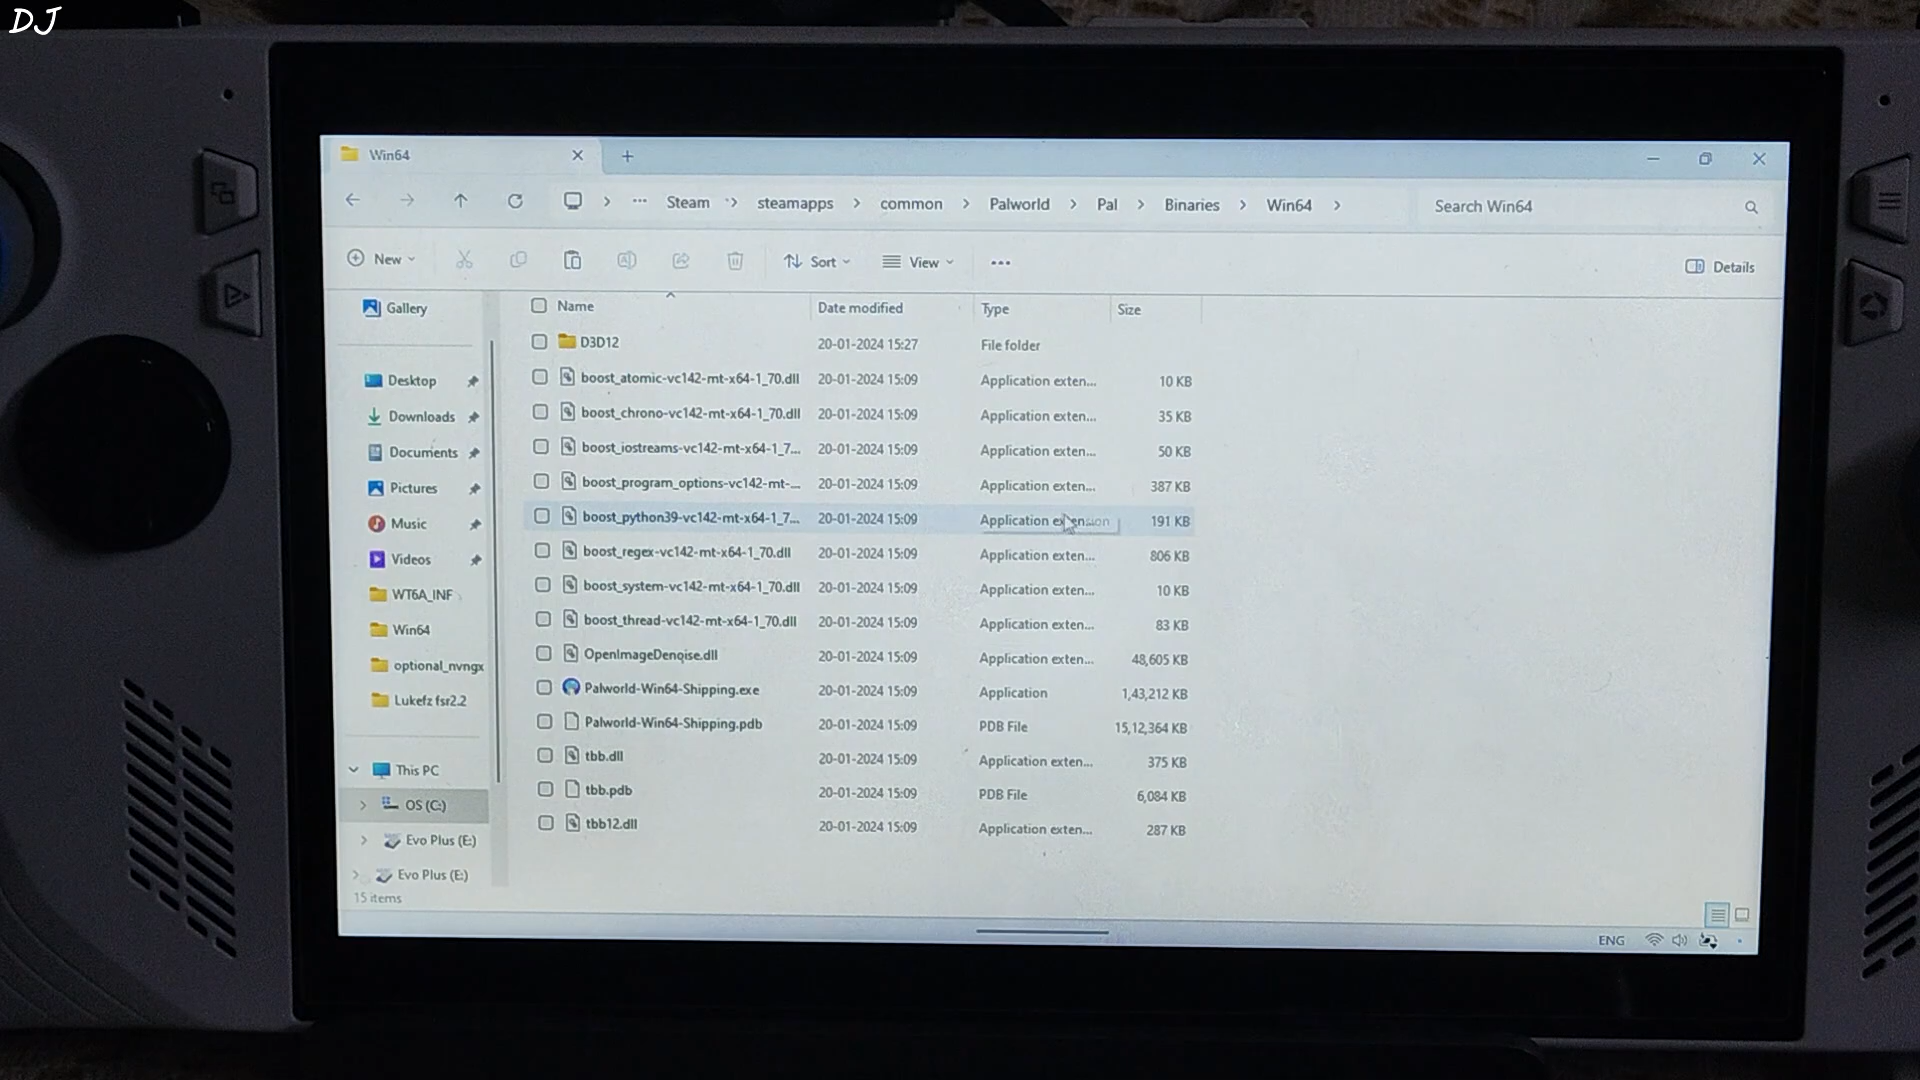 DJ
Win64
Steam > steamapps > common > Palworld > Pal > Binaries > Win64 >
Search Win64
New
Sort
View
Details
Gallery
Desktop
Downloads
Documents
Pictures
Music
Videos
WT6A_INF
Win64
optional_nvngx
Lukefz fsr2.2
This PC
OS (C:)
Evo Plus (E:)
Evo Plus (E:)
15 items
Name Date modified Type Size
D3D12 20-01-2024 15:27 File folder
boost_atomic-vc142-mt-x64-1_70.dll 20-01-2024 15:09 Application exten... 10 KB
boost_chrono-vc142-mt-x64-1_70.dll 20-01-2024 15:09 Application exten... 35 KB
boost_iostreams-vc142-mt-x64-1_7... 20-01-2024 15:09 Application exten... 50 KB
boost_program_options-vc142-mt-... 20-01-2024 15:09 Application exten... 387 KB
boost_python39-vc142-mt-x64-1_7... 20-01-2024 15:09 Application extension 191 KB
boost_regex-vc142-mt-x64-1_70.dll 20-01-2024 15:09 Application exten... 806 KB
boost_system-vc142-mt-x64-1_70.dll 20-01-2024 15:09 Application exten... 10 KB
boost_thread-vc142-mt-x64-1_70.dll 20-01-2024 15:09 Application exten... 83 KB
OpenImageDenoise.dll 20-01-2024 15:09 Application exten... 48,605 KB
Palworld-Win64-Shipping.exe 20-01-2024 15:09 Application 1,43,212 KB
Palworld-Win64-Shipping.pdb 20-01-2024 15:09 PDB File 15,12,364 KB
tbb.dll 20-01-2024 15:09 Application exten... 375 KB
tbb.pdb 20-01-2024 15:09 PDB File 6,084 KB
tbb12.dll 20-01-2024 15:09 Application exten... 287 KB
ENG